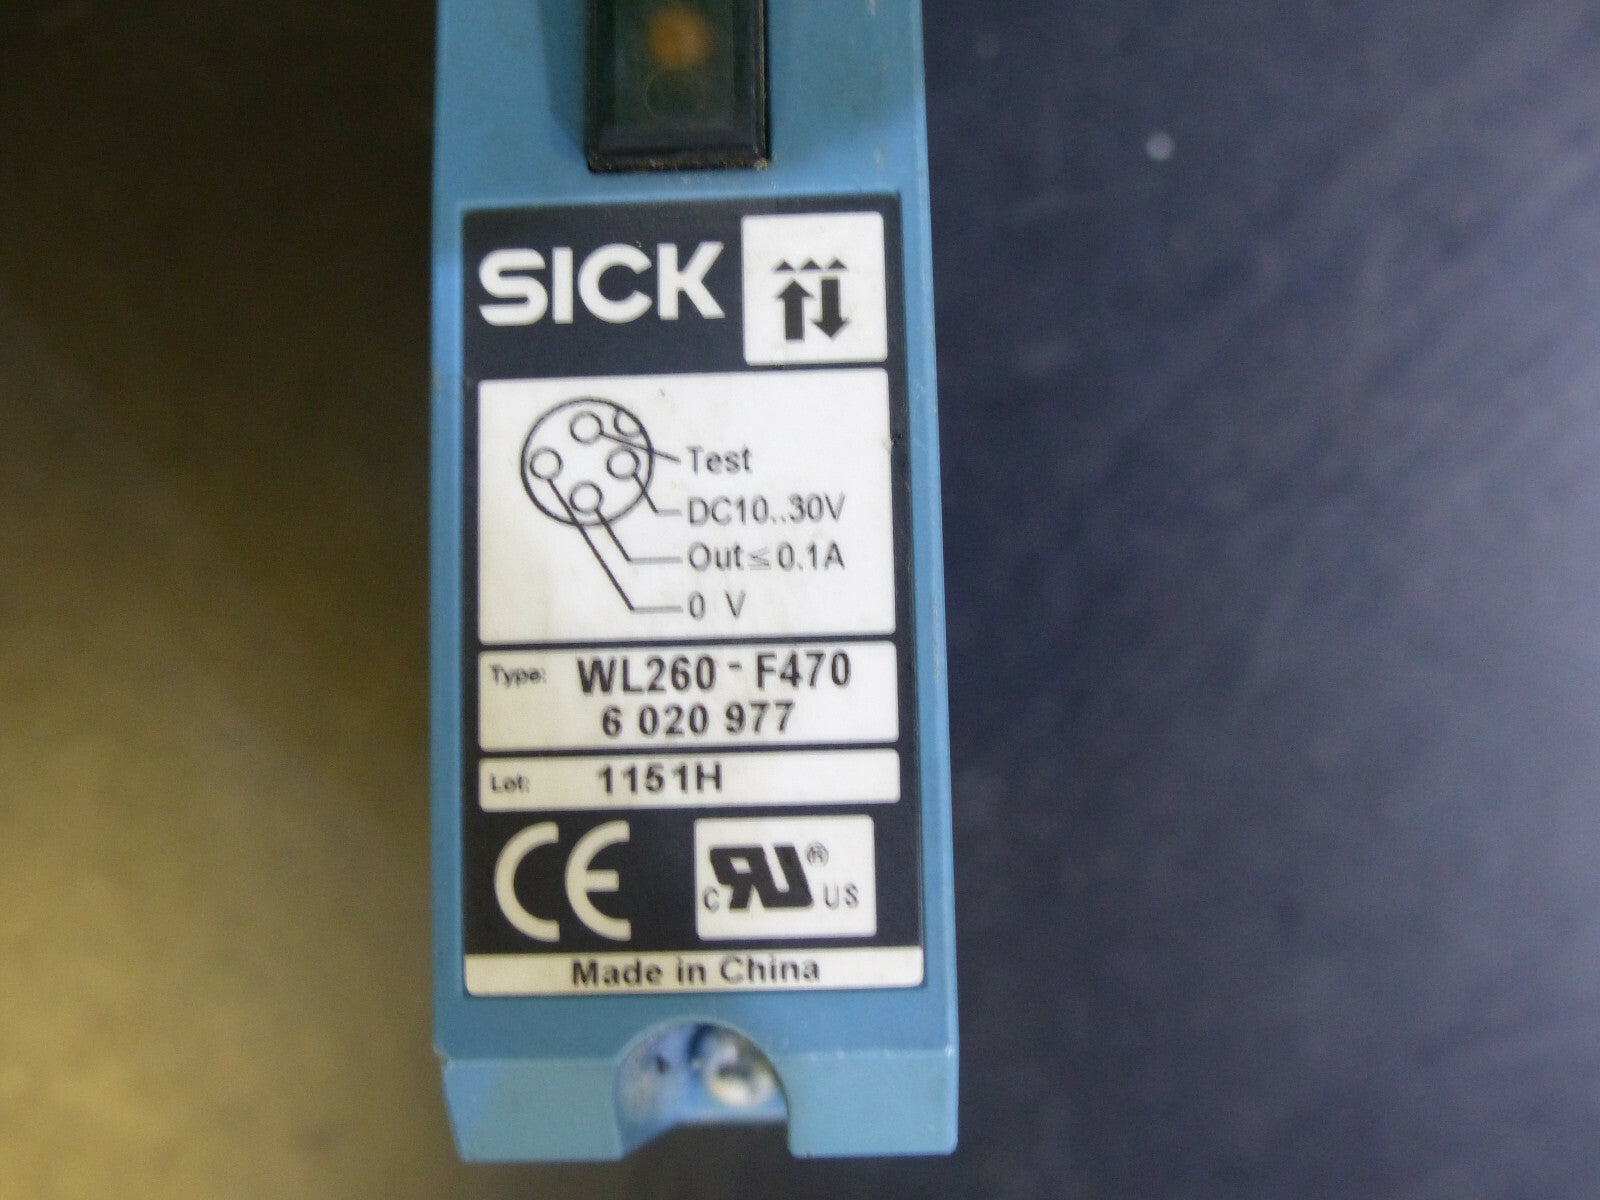 SICK
Test
DC10..30V
Out≤0.1A
0 V
Type: WL260-F470
6 020 977
Lot: 1151H
CE
C RU® US
Made in China